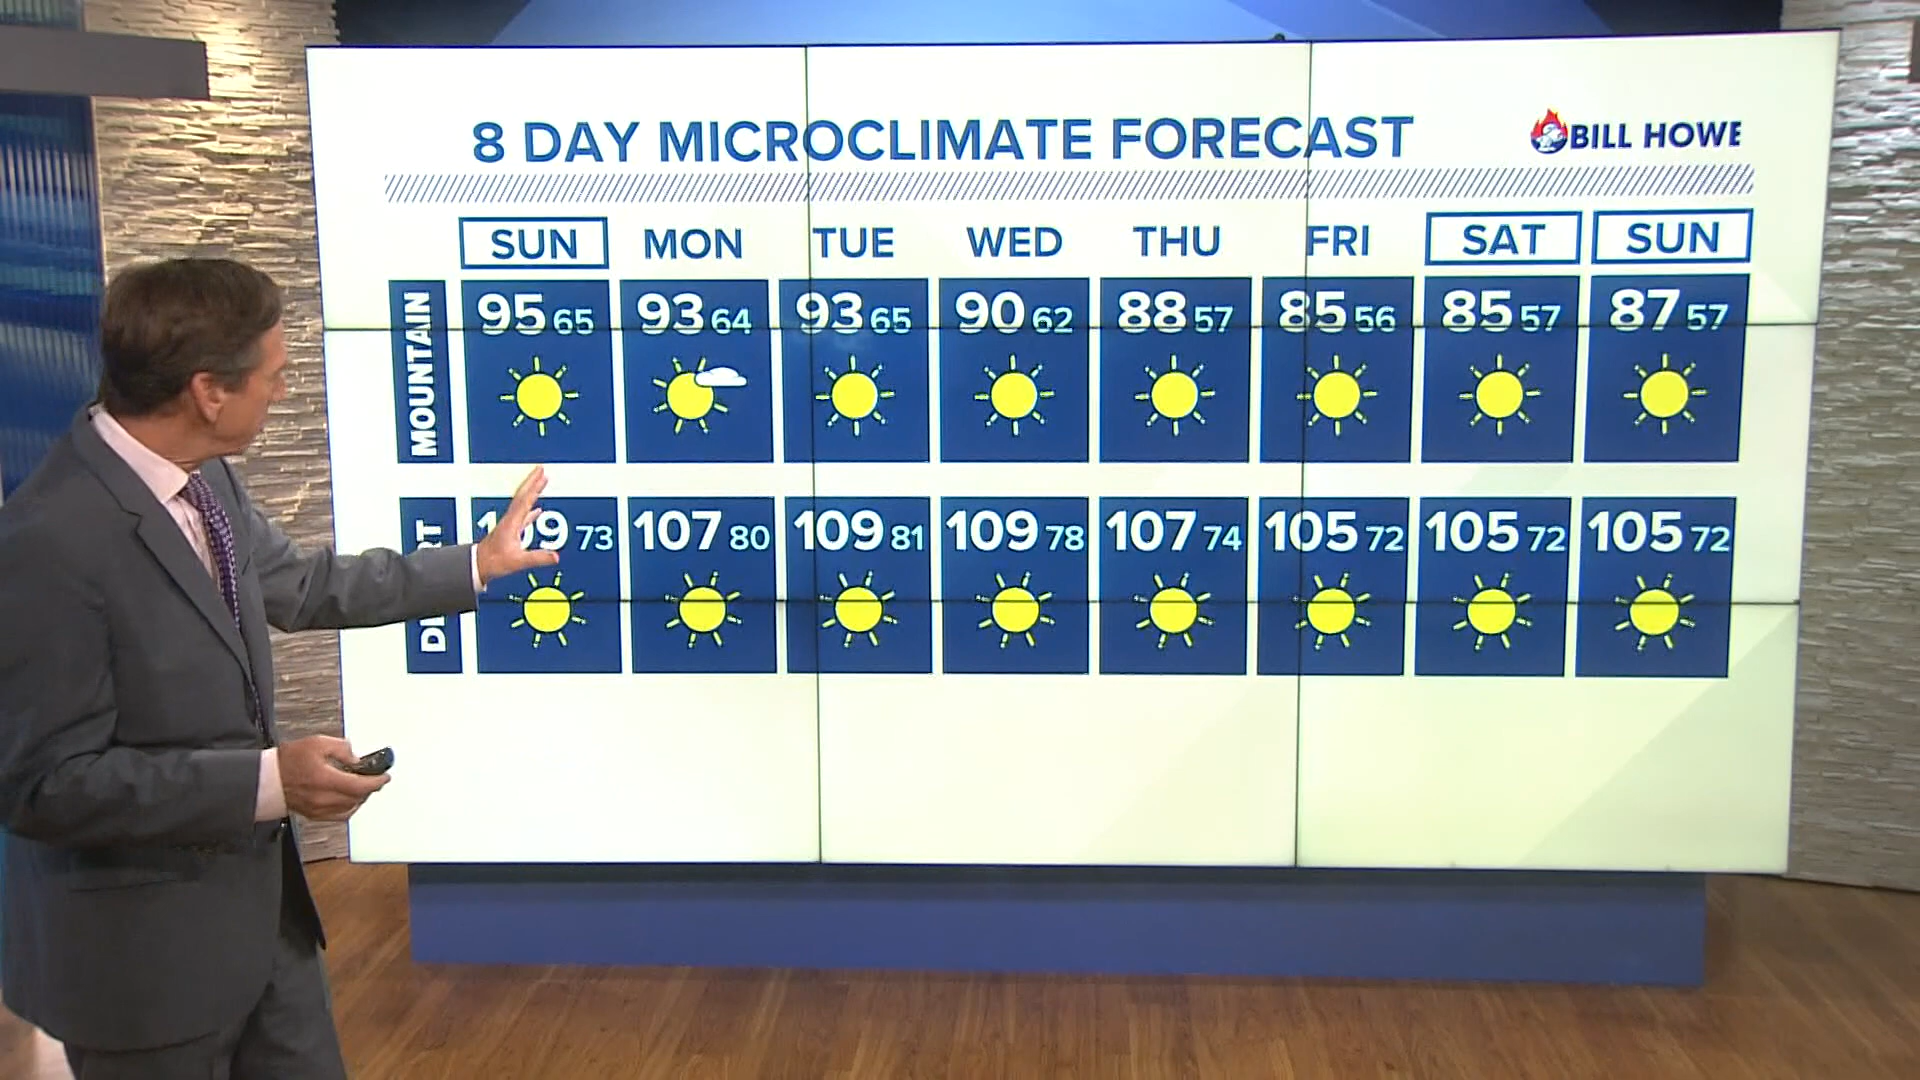 8 DAY MICROCLIMATE FORECAST
BILL HOWE
SUN MON TUE WED THU FRI SAT SUN
MOUNTAIN
95 65 93 64 93 65 90 62 88 57 85 56 85 57 87 57
73 107 80 109 81 109 78 107 74 105 72 105 72 105 72